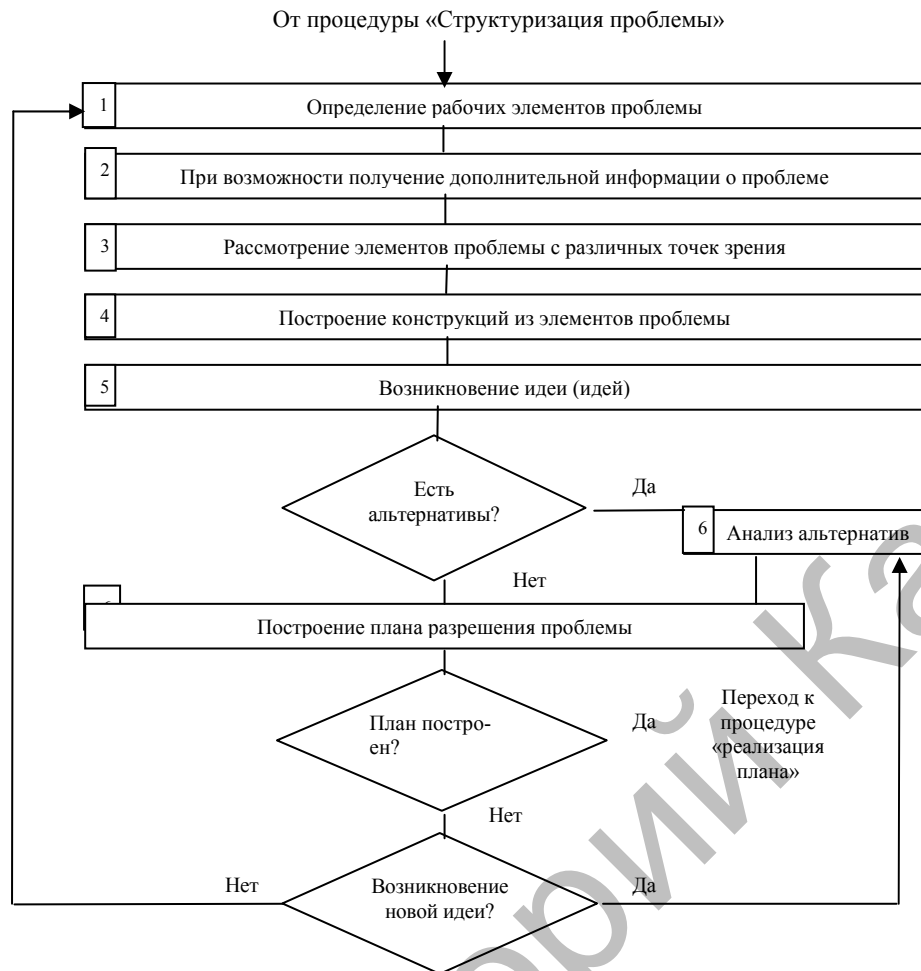 От процедуры «Структуризация проблемы»
1
Определение рабочих элементов проблемы
2
При возможности получение дополнительной информации о проблеме
3
Рассмотрение элементов проблемы с различных точек зрения
4
Построение конструкций из элементов проблемы
5
Возникновение идеи (идей)
Есть
альтернативы?
Да
6
Анализ альтернатив
Нет
Построение плана разрешения проблемы
План постро-
ен?
Да
Переход к
процедуре
«реализация
плана»
Нет
Нет
Возникновение
новой идеи?
Да